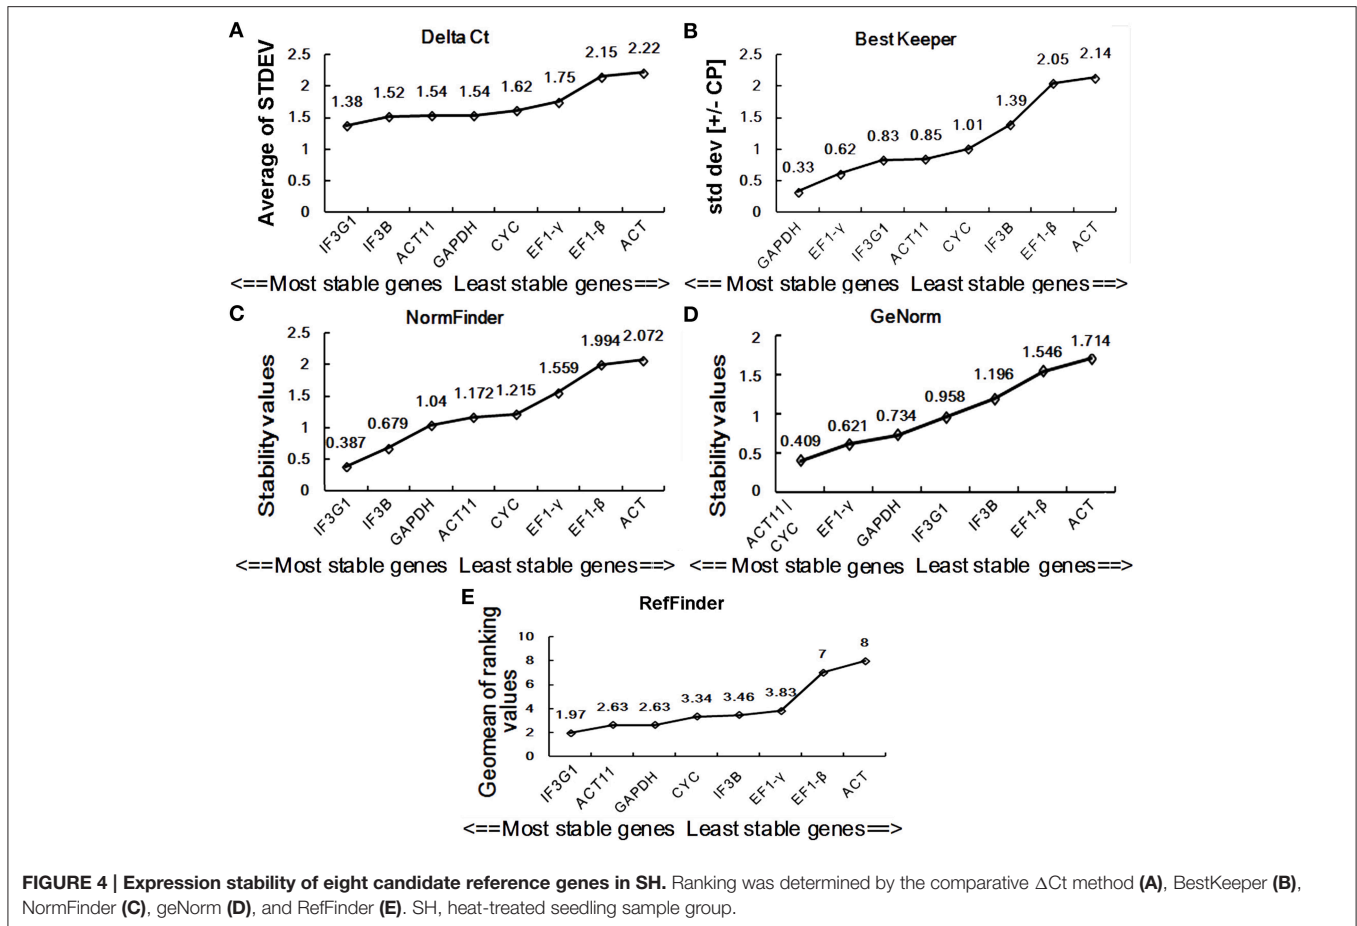 A
Delta Ct
Average of STDEV
2.5
2
1.5
1
0.5
0
1.38 1.52 1.54 1.54 1.62 1.75 2.15 2.22
IF3G1 IF3B ACT11 GAPDH CYC EF1-γ EF1-β ACT
<==Most stable genes Least stable genes==>
B
Best Keeper
std dev [+/- CP]
2.5
2
1.5
1
0.5
0
0.33 0.62 0.83 0.85 1.01 1.39 2.05 2.14
GAPDH EF1-γ IF3G1 ACT11 CYC IF3B EF1-β ACT
<== Most stable genes Least stable genes==>
C
NormFinder
Stability values
2.5
2
1.5
1
0.5
0
0.387 0.679 1.04 1.172 1.215 1.559 1.994 2.072
IF3G1 IF3B GAPDH ACT11 CYC EF1-γ EF1-β ACT
<==Most stable genes Least stable genes==>
D
GeNorm
Stability values
2
1.5
1
0.5
0
0.409 0.621 0.734 0.958 1.196 1.546 1.714
ACT11|
CYC
EF1-γ GAPDH IF3G1 IF3B EF1-β ACT
<== Most stable genes Least stable genes==>
E
RefFinder
Geomean of ranking
values
10
8
6
4
2
0
1.97 2.63 2.63 3.34 3.46 3.83 7 8
IF3G1 ACT11 GAPDH CYC IF3B EF1-γ EF1-β ACT
<==Most stable genes Least stable genes==>
FIGURE 4 | Expression stability of eight candidate reference genes in SH. Ranking was determined by the comparative ΔCt method (A), BestKeeper (B),
NormFinder (C), geNorm (D), and RefFinder (E). SH, heat-treated seedling sample group.